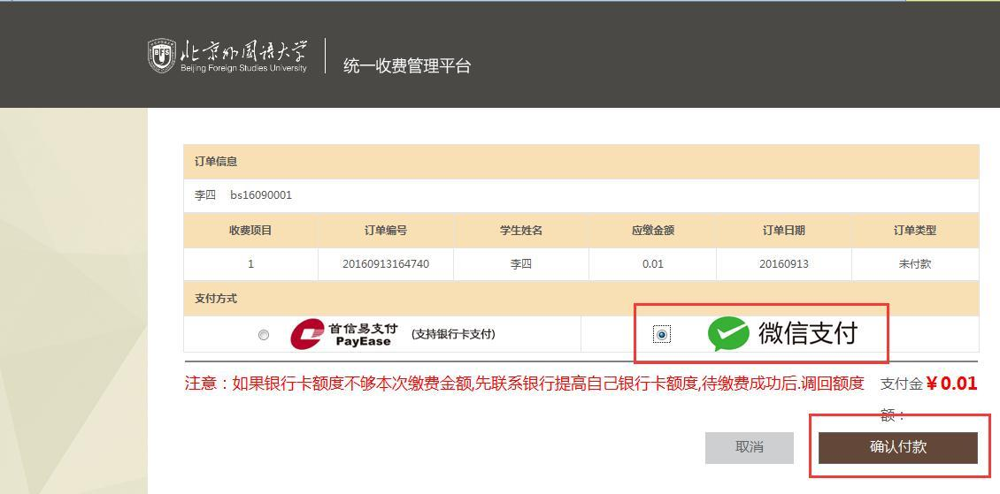 北京外国语大学
BFS
Beijing Foreign Studies University
统一收费管理平台
订单信息
李四 bs16090001
收费项目 订单编号 学生姓名 应缴金额 订单日期 订单类型
1 20160913164740 李四 0.01 20160913 未付款
支付方式
首信易支付 PayEase (支持银行卡支付) 微信支付
注意：如果银行卡额度不够本次缴费金额,先联系银行提高自己银行卡额度,待缴费成功后.调回额度 支付金额： ¥0.01
取消 确认付款